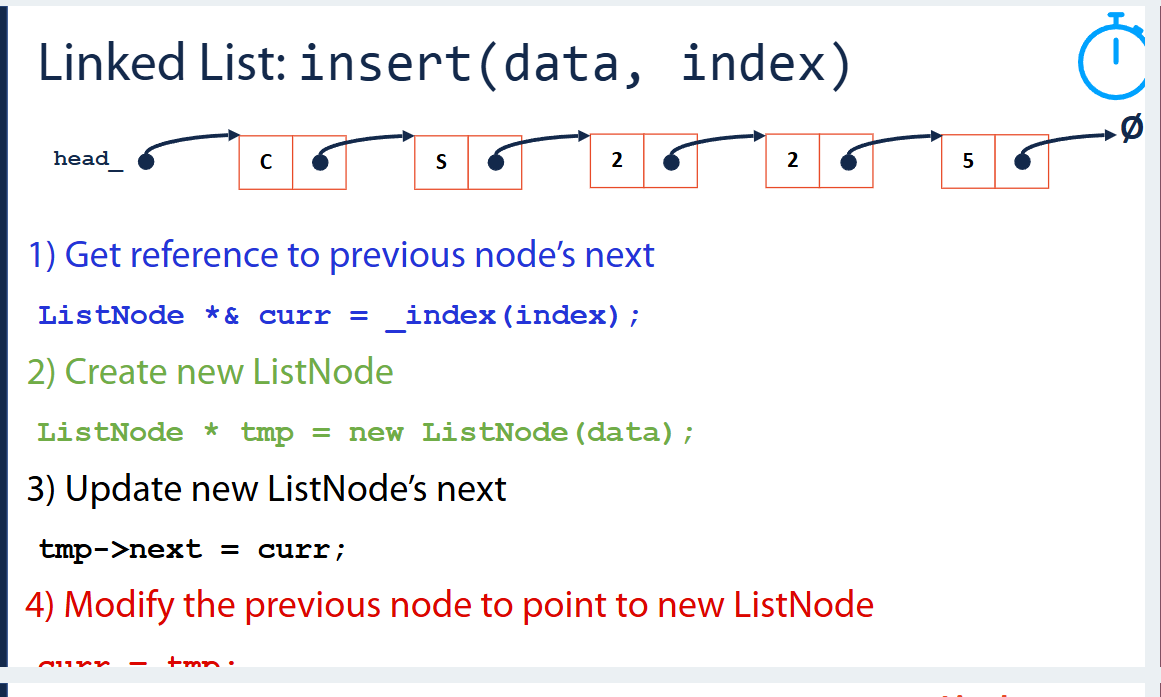 Linked List: insert(data, index)
Ø
head_ C S 2 2 5
1) Get reference to previous node’s next
ListNode *& curr = _index(index);
2) Create new ListNode
ListNode * tmp = new ListNode(data);
3) Update new ListNode’s next
tmp->next = curr;
4) Modify the previous node to point to new ListNode
curr = tmp;